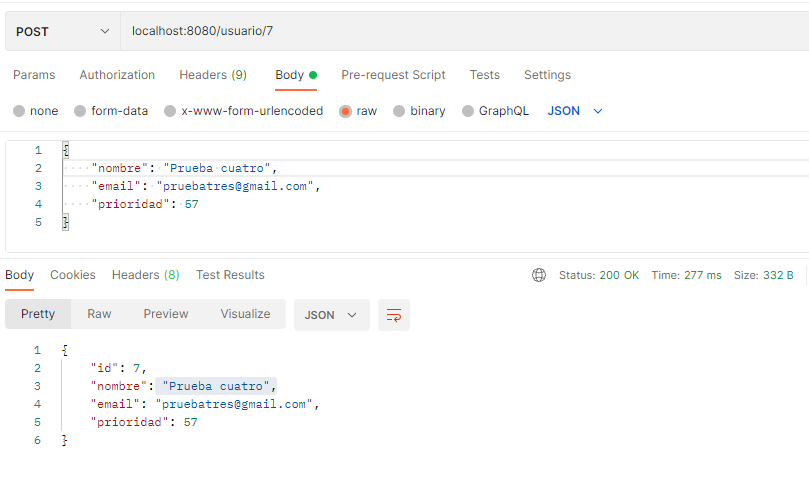 POST localhost:8080/usuario/7
Params Authorization Headers (9) Body Pre-request Script Tests Settings
none form-data x-www-form-urlencoded raw binary GraphQL JSON
1 {
2 "nombre": "Prueba cuatro",
3 "email": "pruebatres@gmail.com",
4 "prioridad": 57
5 }
Body Cookies Headers (8) Test Results Status: 200 OK Time: 277 ms Size: 332 B
Pretty Raw Preview Visualize JSON
1 {
2 "id": 7,
3 "nombre": "Prueba cuatro",
4 "email": "pruebatres@gmail.com",
5 "prioridad": 57
6 }